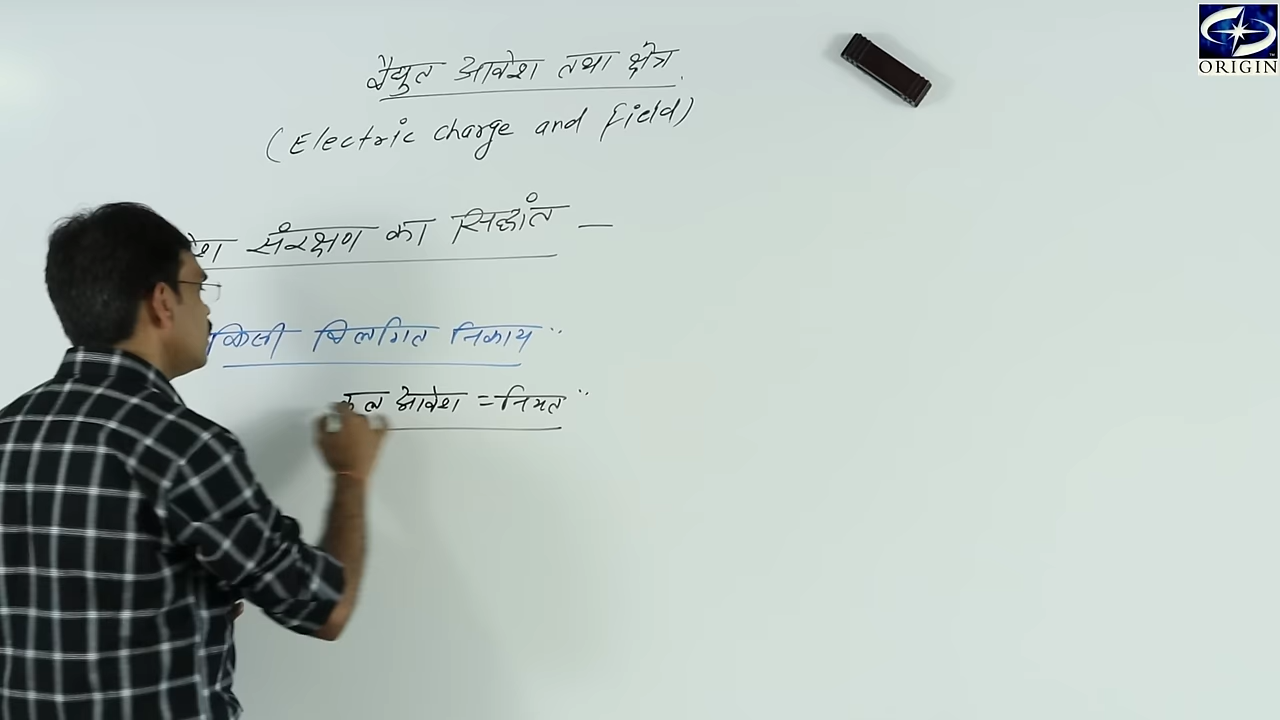 वैद्युत आवेश तथा क्षेत्र
(Electric charge and field)
संरक्षण का सिद्धांत —
किसी विलगित निकाय
कुल आवेश = नियत
ORIGIN